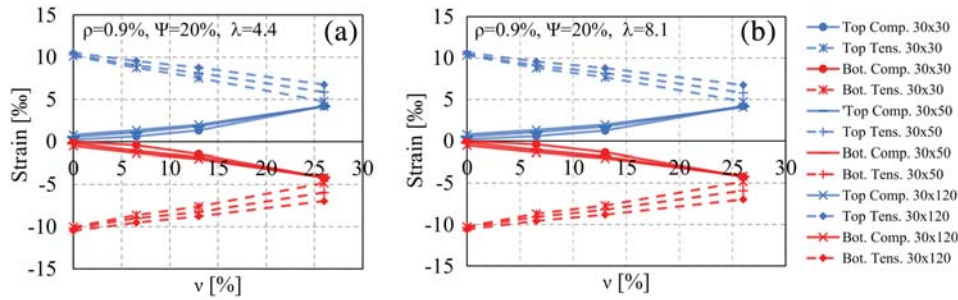 ρ=0.9%, Ψ=20%, λ=4.4 (a)
15
10
5
0
-5
-10
-15
0 5 10 15 20 25 30
Strain [‰]
ν [%]
ρ=0.9%, Ψ=20%, λ=8.1 (b)
15
10
5
0
-5
-10
-15
0 5 10 15 20 25 30
Strain [‰]
ν [%]
Top Comp. 30x30
Top Tens. 30x30
Bot. Comp. 30x30
Bot. Tens. 30x30
'Top Comp. 30x50
Top Tens. 30x50
Bot. Comp. 30x50
Bot. Tens. 30x50
Top Comp. 30x120
Top Tens. 30x120
Bot. Comp. 30x120
Bot. Tens. 30x120